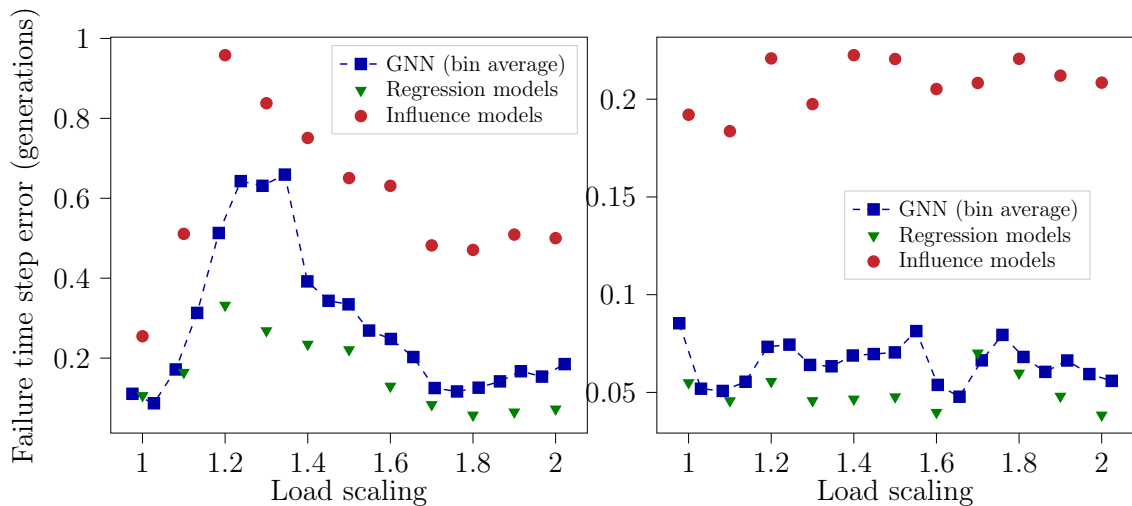 Failure time step error (generations)
1
0.8
0.6
0.4
0.2
GNN (bin average)
Regression models
Influence models
1
1.2
1.4
1.6
1.8
2
Load scaling
0.2
0.15
0.1
0.05
GNN (bin average)
Regression models
Influence models
1
1.2
1.4
1.6
1.8
2
Load scaling